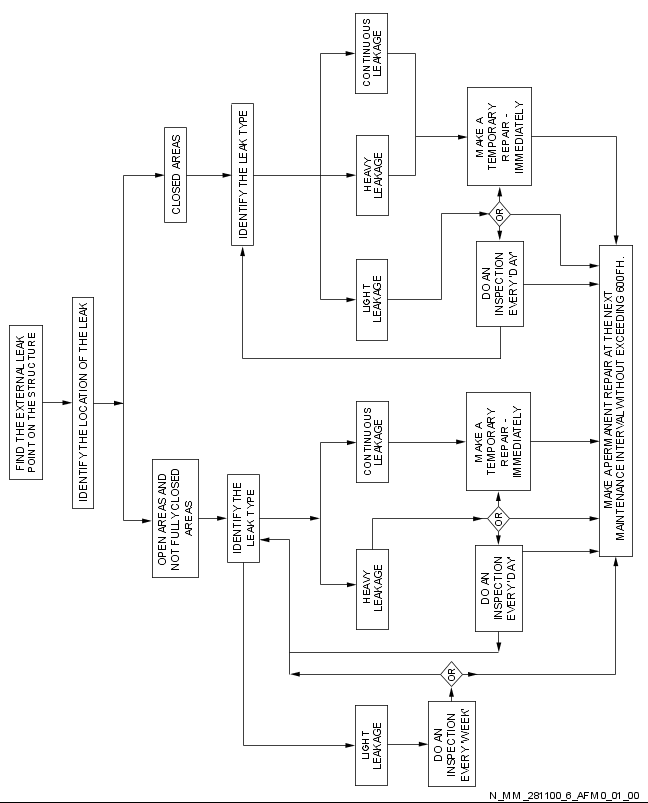 FIND THE EXTERNAL LEAK
POINT ON THE STRUCTURE
IDENTIFY THE LOCATION OF THE LEAK
OPEN AREAS AND
NOT FULLY CLOSED
AREAS
CLOSED AREAS
IDENTIFY THE
LEAK TYPE
IDENTIFY THE LEAK TYPE
LIGHT
LEAKAGE
HEAVY
LEAKAGE
CONTINUOUS
LEAKAGE
LIGHT
LEAKAGE
HEAVY
LEAKAGE
CONTINUOUS
LEAKAGE
DO AN
INSPECTION
EVERY 'WEEK'
OR
DO AN
INSPECTION
EVERY 'DAY'
OR
MAKE A
TEMPORARY
REPAIR -
IMMEDIATELY
DO AN
INSPECTION
EVERY 'DAY'
OR
MAKE A
TEMPORARY
REPAIR -
IMMEDIATELY
MAKE A PERMANENT REPAIR AT THE NEXT
MAINTENANCE INTERVAL WITHOUT EXCEEDING 600FH.
N_MM_281100_6_AFM0_01_00